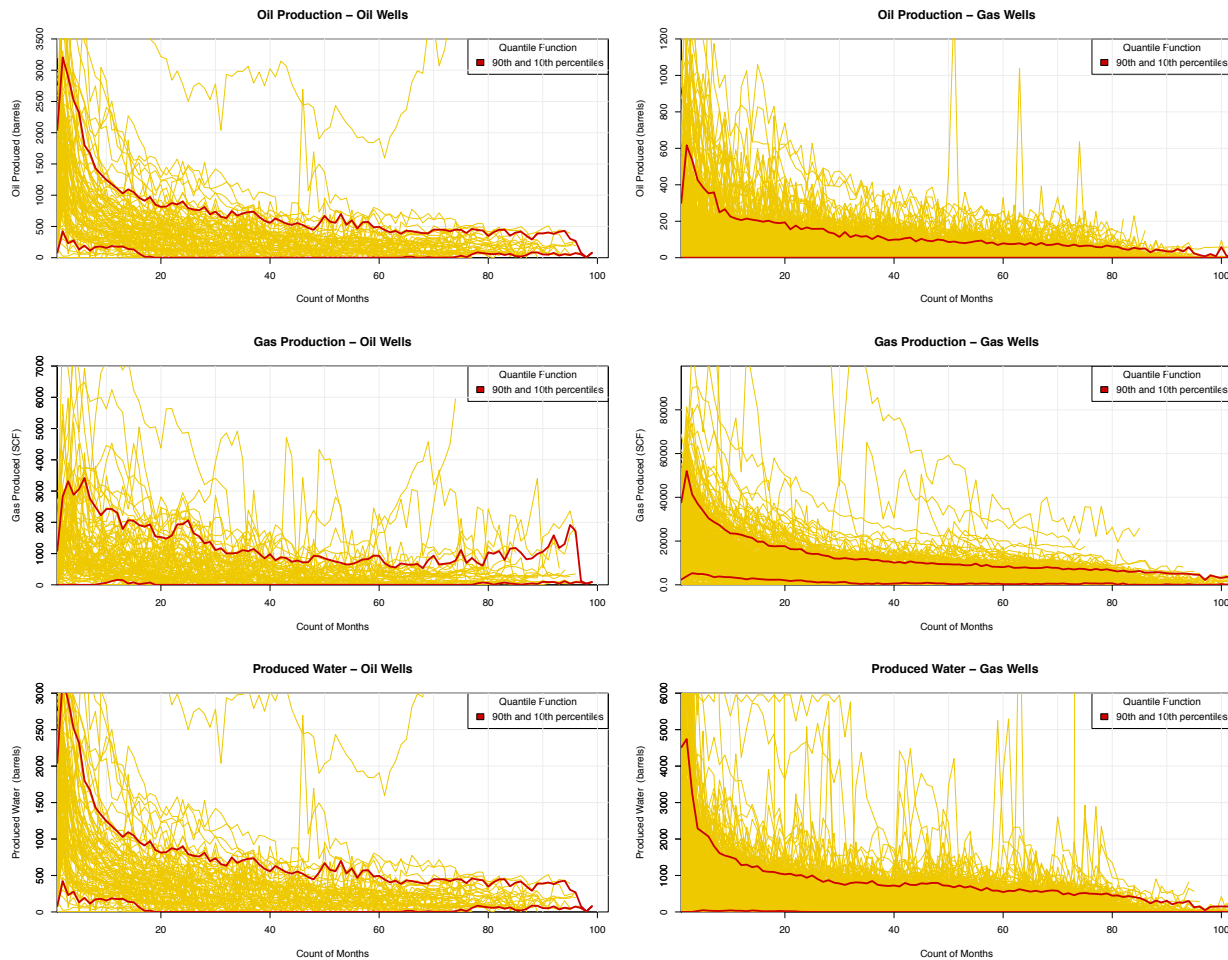 Oil Production – Oil Wells
Quantile Function
90th and 10th percentiles
3500
3000
2500
2000
1500
1000
500
0
Oil Produced (barrels)
20 40 60 80 100
Count of Months
Oil Production – Gas Wells
Quantile Function
90th and 10th percentiles
1200
1000
800
600
400
200
0
Oil Produced (barrels)
20 40 60 80 100
Count of Months
Gas Production – Oil Wells
Quantile Function
90th and 10th percentiles
7000
6000
5000
4000
3000
2000
1000
0
Gas Produced (SCF)
20 40 60 80 100
Count of Months
Gas Production – Gas Wells
Quantile Function
90th and 10th percentiles
60000
40000
20000
0.0
Gas Produced (SCF)
20 40 60 80 100
Count of Months
Produced Water – Oil Wells
Quantile Function
90th and 10th percentiles
3000
2500
2000
1500
1000
500
0
Produced Water (barrels)
20 40 60 80 100
Count of Months
Produced Water – Gas Wells
Quantile Function
90th and 10th percentiles
6000
5000
4000
3000
2000
1000
0
Produced Water (barrels)
20 40 60 80 100
Count of Months